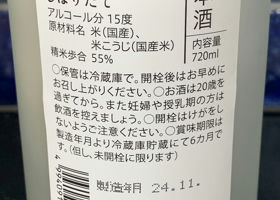 しぼりたて
アルコール分 15度
原材料名 米(国産)、
米こうじ(国産米)
精米歩合 55%
酒
内容量
720ml
○保管は冷蔵庫で。開栓後はお早めに
お召し上がりください。○お酒は20歳を
過ぎてから。また妊婦や授乳期の方は
飲酒を控えましょう。○開栓はけがをし
ないようご注意ください。○賞味期限は
製造年月より冷蔵庫貯蔵にて6カ月で
す。(但し、未開栓に限ります)
製造年月 24.11.